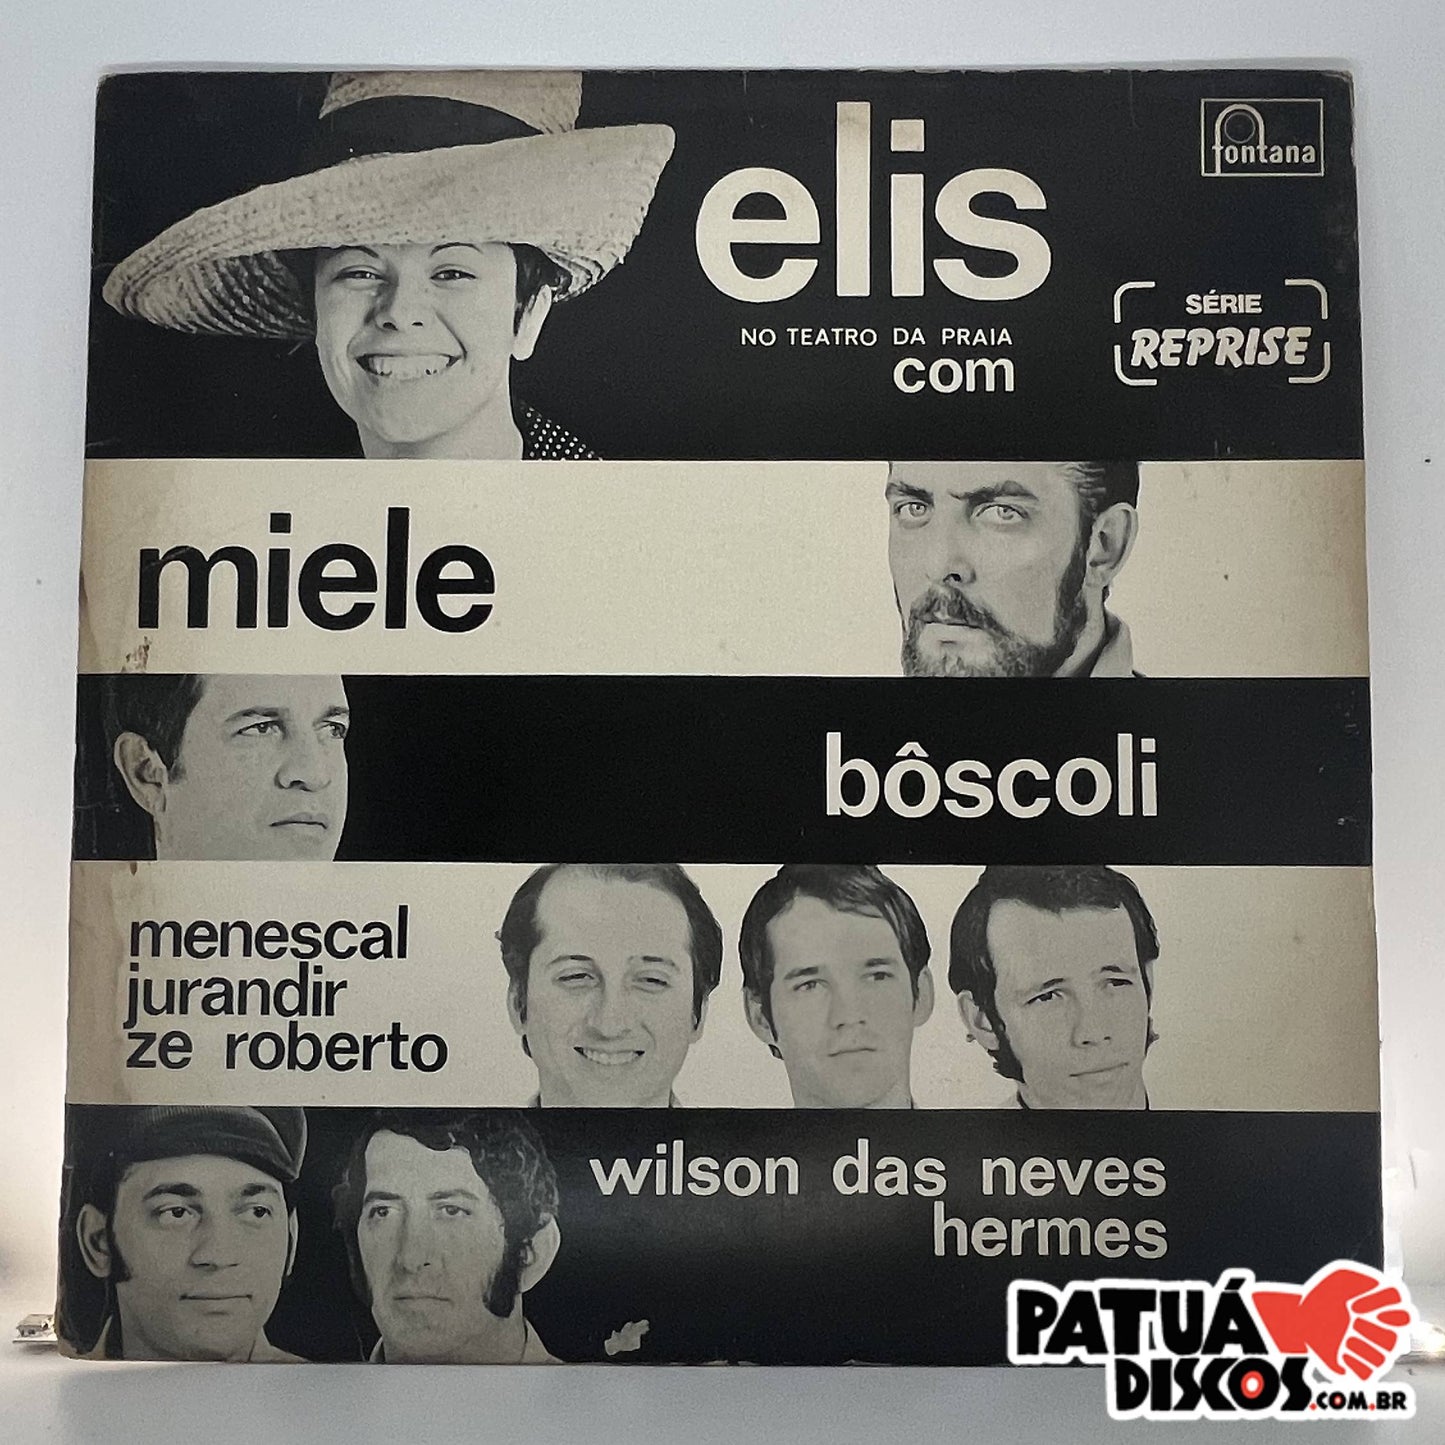 elis
fontana
NO TEATRO DA PRAIA
com
SÉRIE
REPRISE
miele
bôscoli
menescal
jurandir
ze roberto
wilson das neves
hermes
PATUÁ
DISCOS.COM.BR